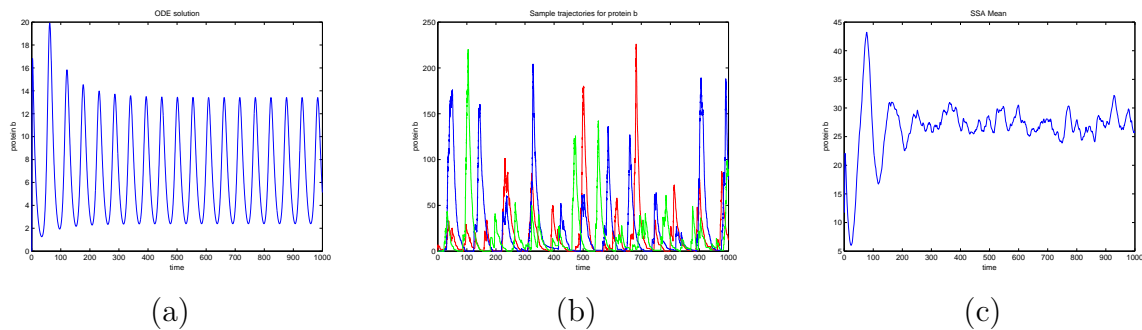 ODE solution
protein b
20
18
16
14
12
10
8
6
4
2
0
0 100 200 300 400 500 600 700 800 900 1000
time
(a)
Sample trajectories for protein b
protein b
250
200
150
100
50
0
0 100 200 300 400 500 600 700 800 900 1000
time
(b)
SSA Mean
protein b
45
40
35
30
25
20
15
10
5
0 100 200 300 400 500 600 700 800 900 1000
time
(c)